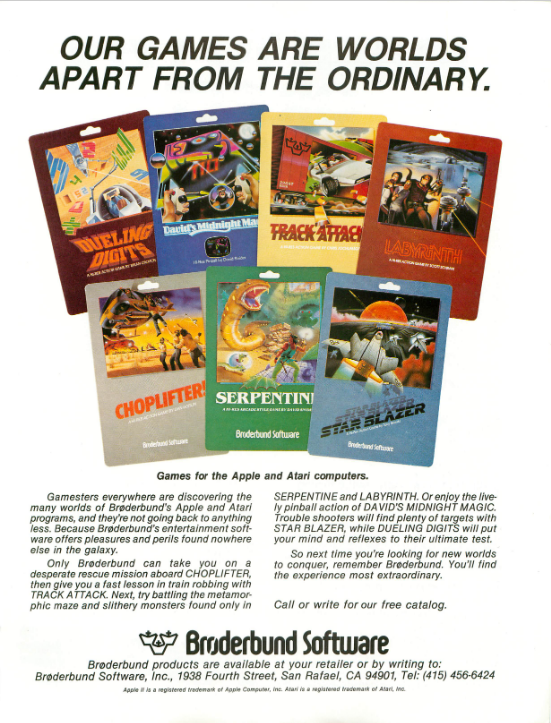 OUR GAMES ARE WORLDS
APART FROM THE ORDINARY.
DUELING
DIGITS
David's Midnight Ma
TRACK ATTACK
LABYRINTH
CHOPLIFTER!
SERPENTIN
STAR BLAZER
Brøderbund Software
Brøderbund Software
Brøderbund Software
Games for the Apple and Atari computers.
Gamesters everywhere are discovering the
many worlds of Brøderbund's Apple and Atari
programs, and they're not going back to anything
less. Because Brøderbund's entertainment soft-
ware offers pleasures and perils found nowhere
else in the galaxy.
Only Brøderbund can take you on a
desperate rescue mission aboard CHOPLIFTER,
then give you a fast lesson in train robbing with
TRACK ATTACK. Next, try battling the metamor-
phic maze and slithery monsters found only in
SERPENTINE and LABYRINTH. Or enjoy the live-
ly pinball action of DAVID'S MIDNIGHT MAGIC.
Trouble shooters will find plenty of targets with
STAR BLAZER, while DUELING DIGITS will put
your mind and reflexes to their ultimate test.
So next time you're looking for new worlds
to conquer, remember Brøderbund. You'll find
the experience most extraordinary.
Call or write for our free catalog.
Brøderbund Software
Brøderbund products are available at your retailer or by writing to:
Brøderbund Software, Inc., 1938 Fourth Street, San Rafael, CA 94901, Tel: (415) 456-6424
Apple II is a registered trademark of Apple Computer, Inc. Atari is a registered trademark of Atari, Inc.